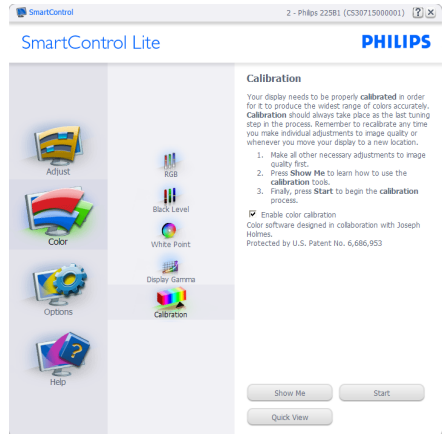 SmartControl
2 - Philips 225B1 (CS30715000001)
SmartControl Lite
PHILIPS
Adjust
Color
Options
Help
RGB
Black Level
White Point
Display Gamma
Calibration
Calibration
Your display needs to be properly calibrated in order
for it to produce the widest range of colors accurately.
Calibration should always take place as the last tuning
step in the process. Remember to recalibrate any time
you make individual adjustments to image quality or
whenever you move your display to a new location.
1. Make all other necessary adjustments to image
quality first.
2. Press Show Me to learn how to use the
calibration tools.
3. Finally, press Start to begin the calibration
process.
Enable color calibration
Color software designed in collaboration with Joseph
Holmes.
Protected by U.S. Patent No. 6,686,953
Show Me
Start
Quick View